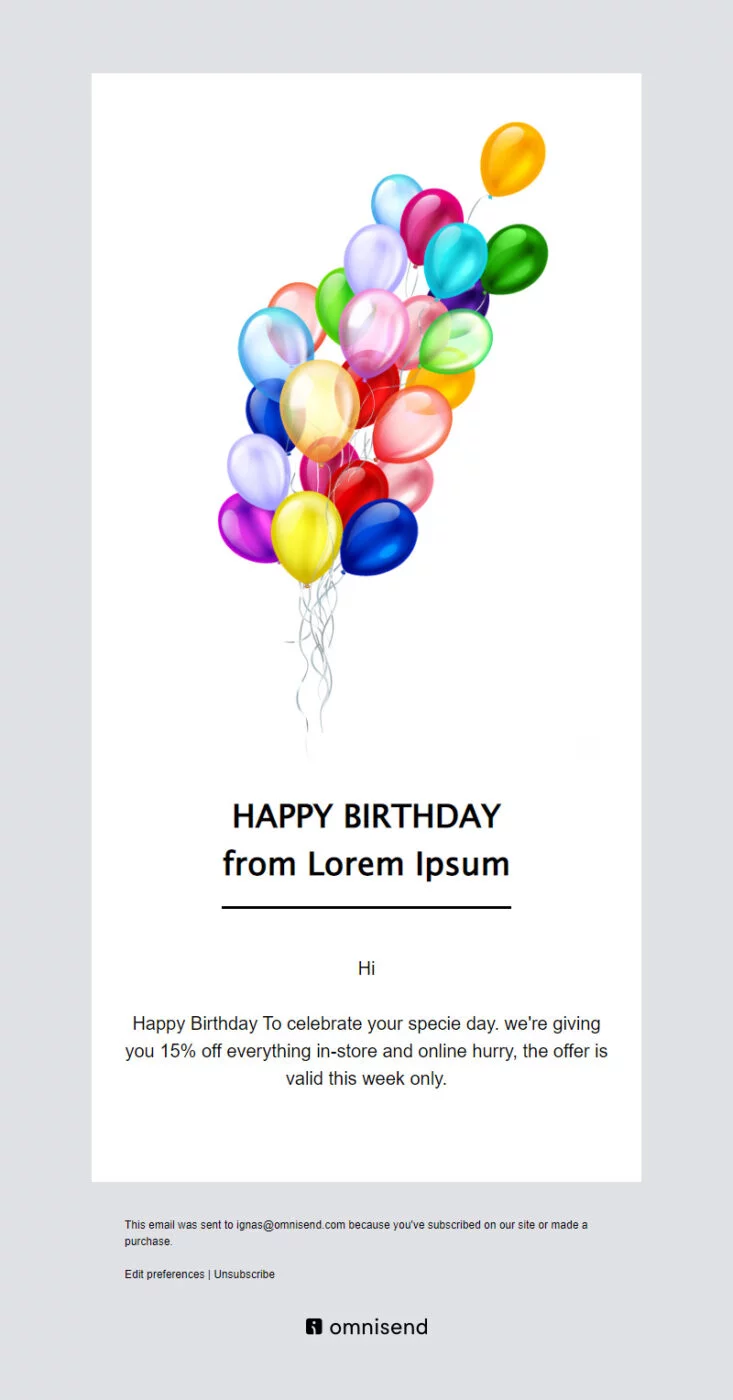 HAPPY BIRTHDAY
from Lorem Ipsum
Hi
Happy Birthday To celebrate your specie day. we're giving
you 15% off everything in-store and online hurry, the offer is
valid this week only.
This email was sent to ignas@omnisend.com because you've subscribed on our site or made a
purchase.
Edit preferences | Unsubscribe
omnisend